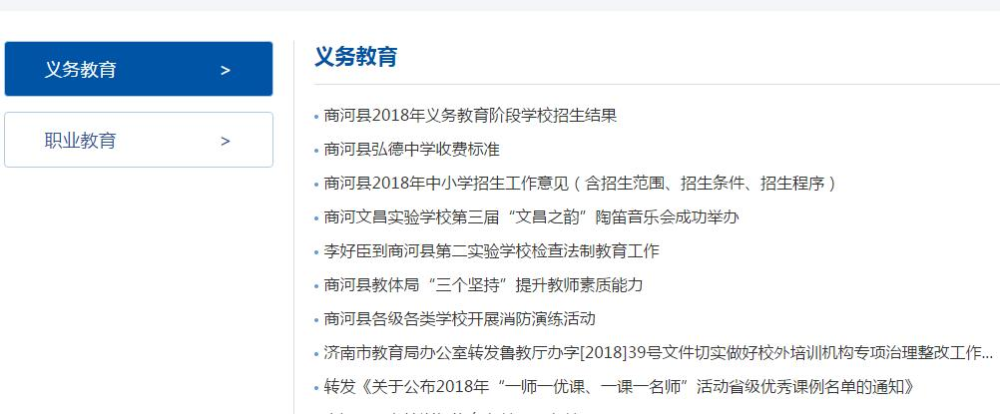 义务教育 >
职业教育 >
义务教育
商河县2018年义务教育阶段学校招生结果
商河县弘德中学收费标准
商河县2018年中小学招生工作意见（含招生范围、招生条件、招生程序）
商河文昌实验学校第三届“文昌之韵”陶笛音乐会成功举办
李好臣到商河县第二实验学校检查法制教育工作
商河县教体局“三个坚持”提升教师素质能力
商河县各级各类学校开展消防演练活动
济南市教育局办公室转发鲁教厅办字[2018]39号文件切实做好校外培训机构专项治理整改工作...
转发《关于公布2018年“一师一优课、一课一名师”活动省级优秀课例名单的通知》